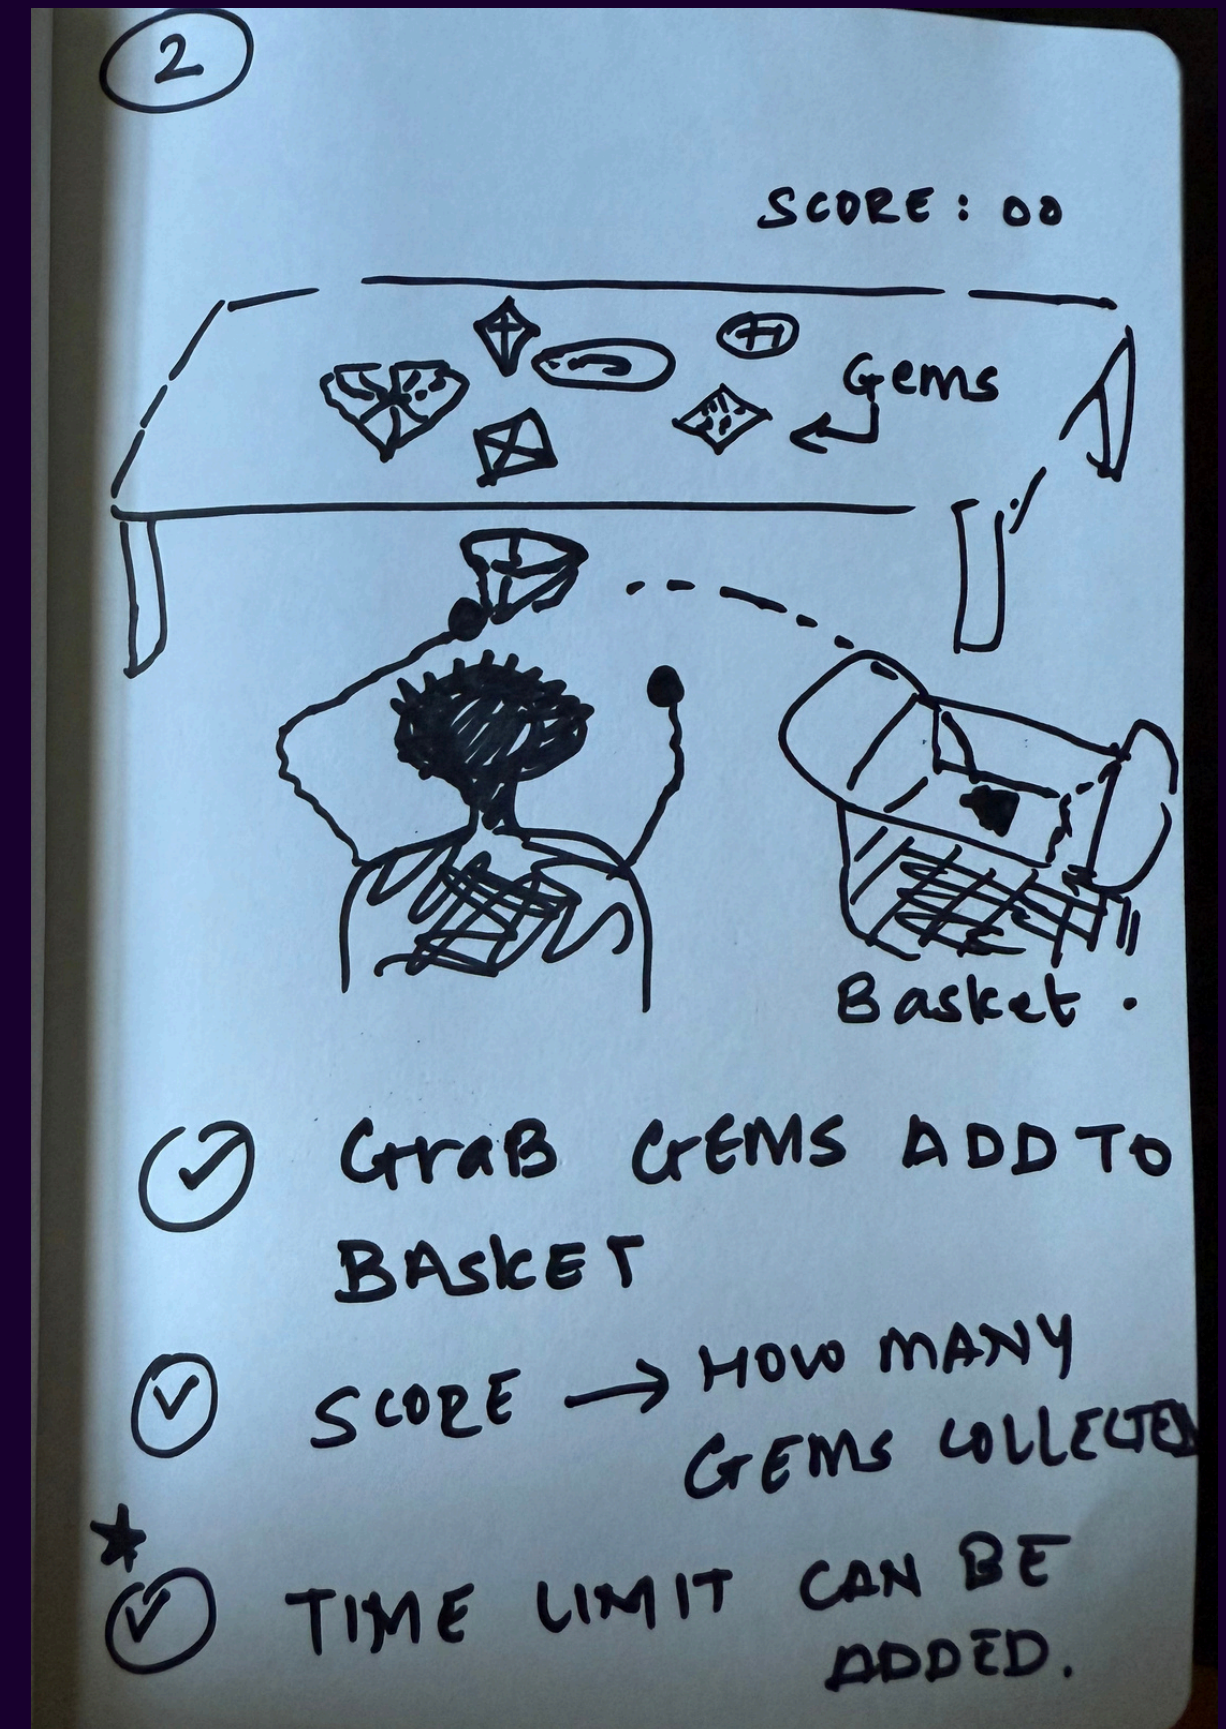 2
SCORE: 00
Gems
Basket.
GraB GEMS ADD TO
BASkET
SCORE → HOW MANY
GEMS COLLECTED
TIME LIMIT CAN BE
ADDED.